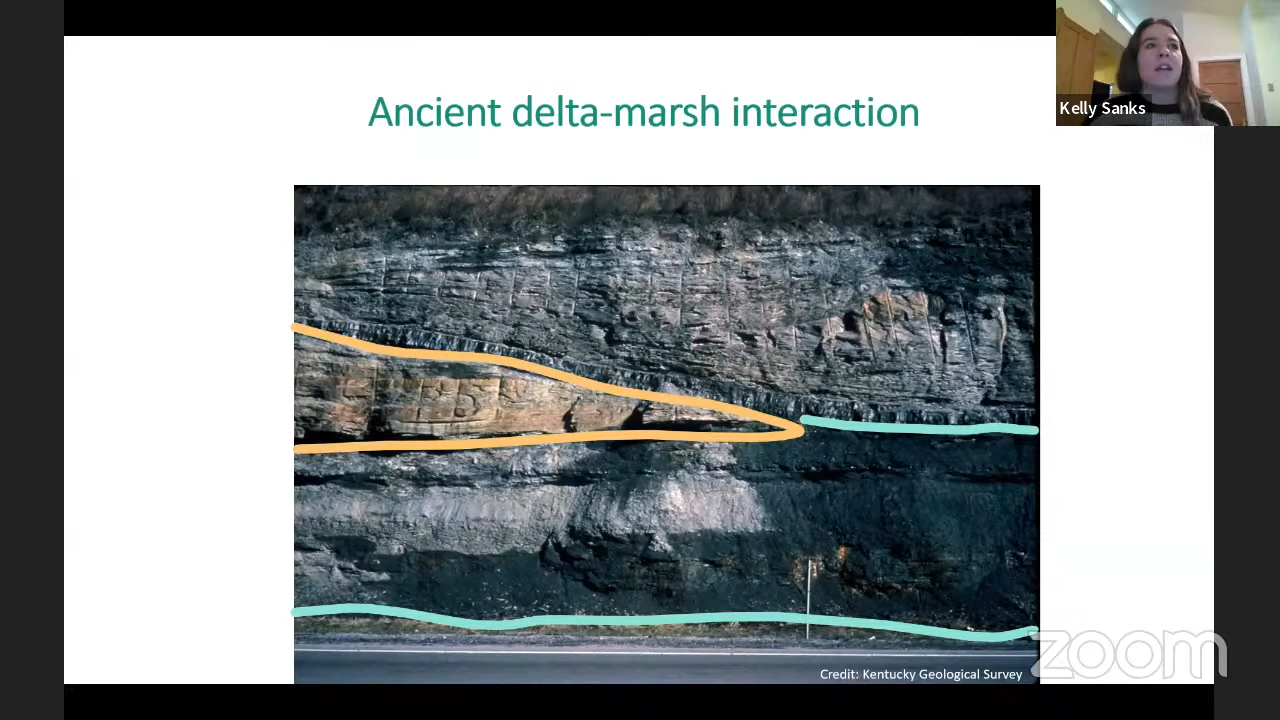 Ancient delta-marsh interaction
Kelly Sanks
Credit: Kentucky Geological Survey
zoom